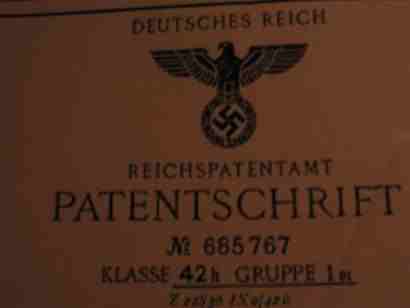 DEUTSCHES REICH
REICHSPATENTAMT
PATENTSCHRIFT
№ 685767
KLASSE 42h GRUPPE 1 01